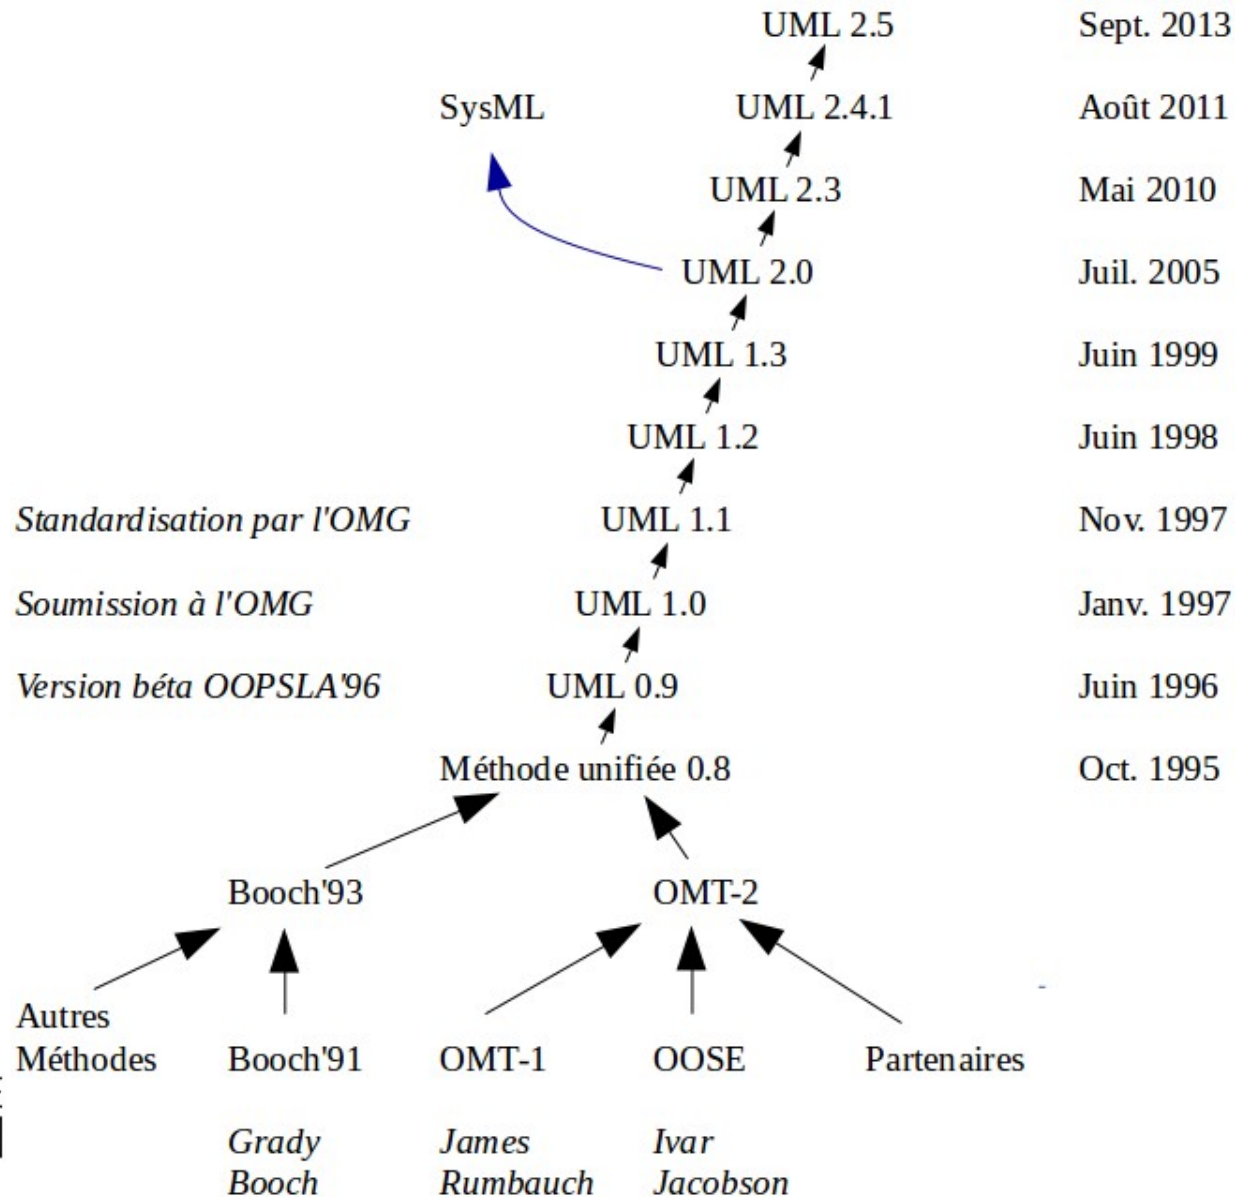 UML 2.5 Sept. 2013
SysML UML 2.4.1 Août 2011
UML 2.3 Mai 2010
UML 2.0 Juil. 2005
UML 1.3 Juin 1999
UML 1.2 Juin 1998
Standardisation par l'OMG UML 1.1 Nov. 1997
Soumission à l'OMG UML 1.0 Janv. 1997
Version béta OOPSLA'96 UML 0.9 Juin 1996
Méthode unifiée 0.8 Oct. 1995
Booch'93 OMT-2
Autres
Méthodes Booch'91 OMT-1 OOSE Partenaires
Grady James Ivar
Booch Rumbauch Jacobson